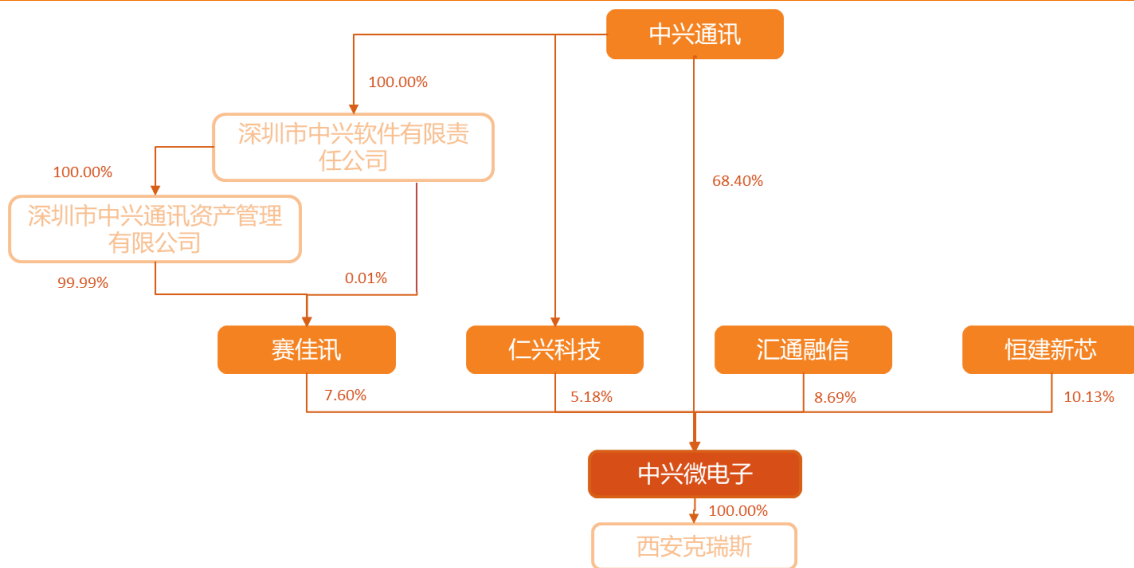 中兴通讯
100.00%
深圳市中兴软件有限责
任公司
100.00%
68.40%
深圳市中兴通讯资产管理
有限公司
99.99%
0.01%
赛佳讯
仁兴科技
汇通融信
恒建新芯
7.60%
5.18%
8.69%
10.13%
中兴微电子
100.00%
西安克瑞斯